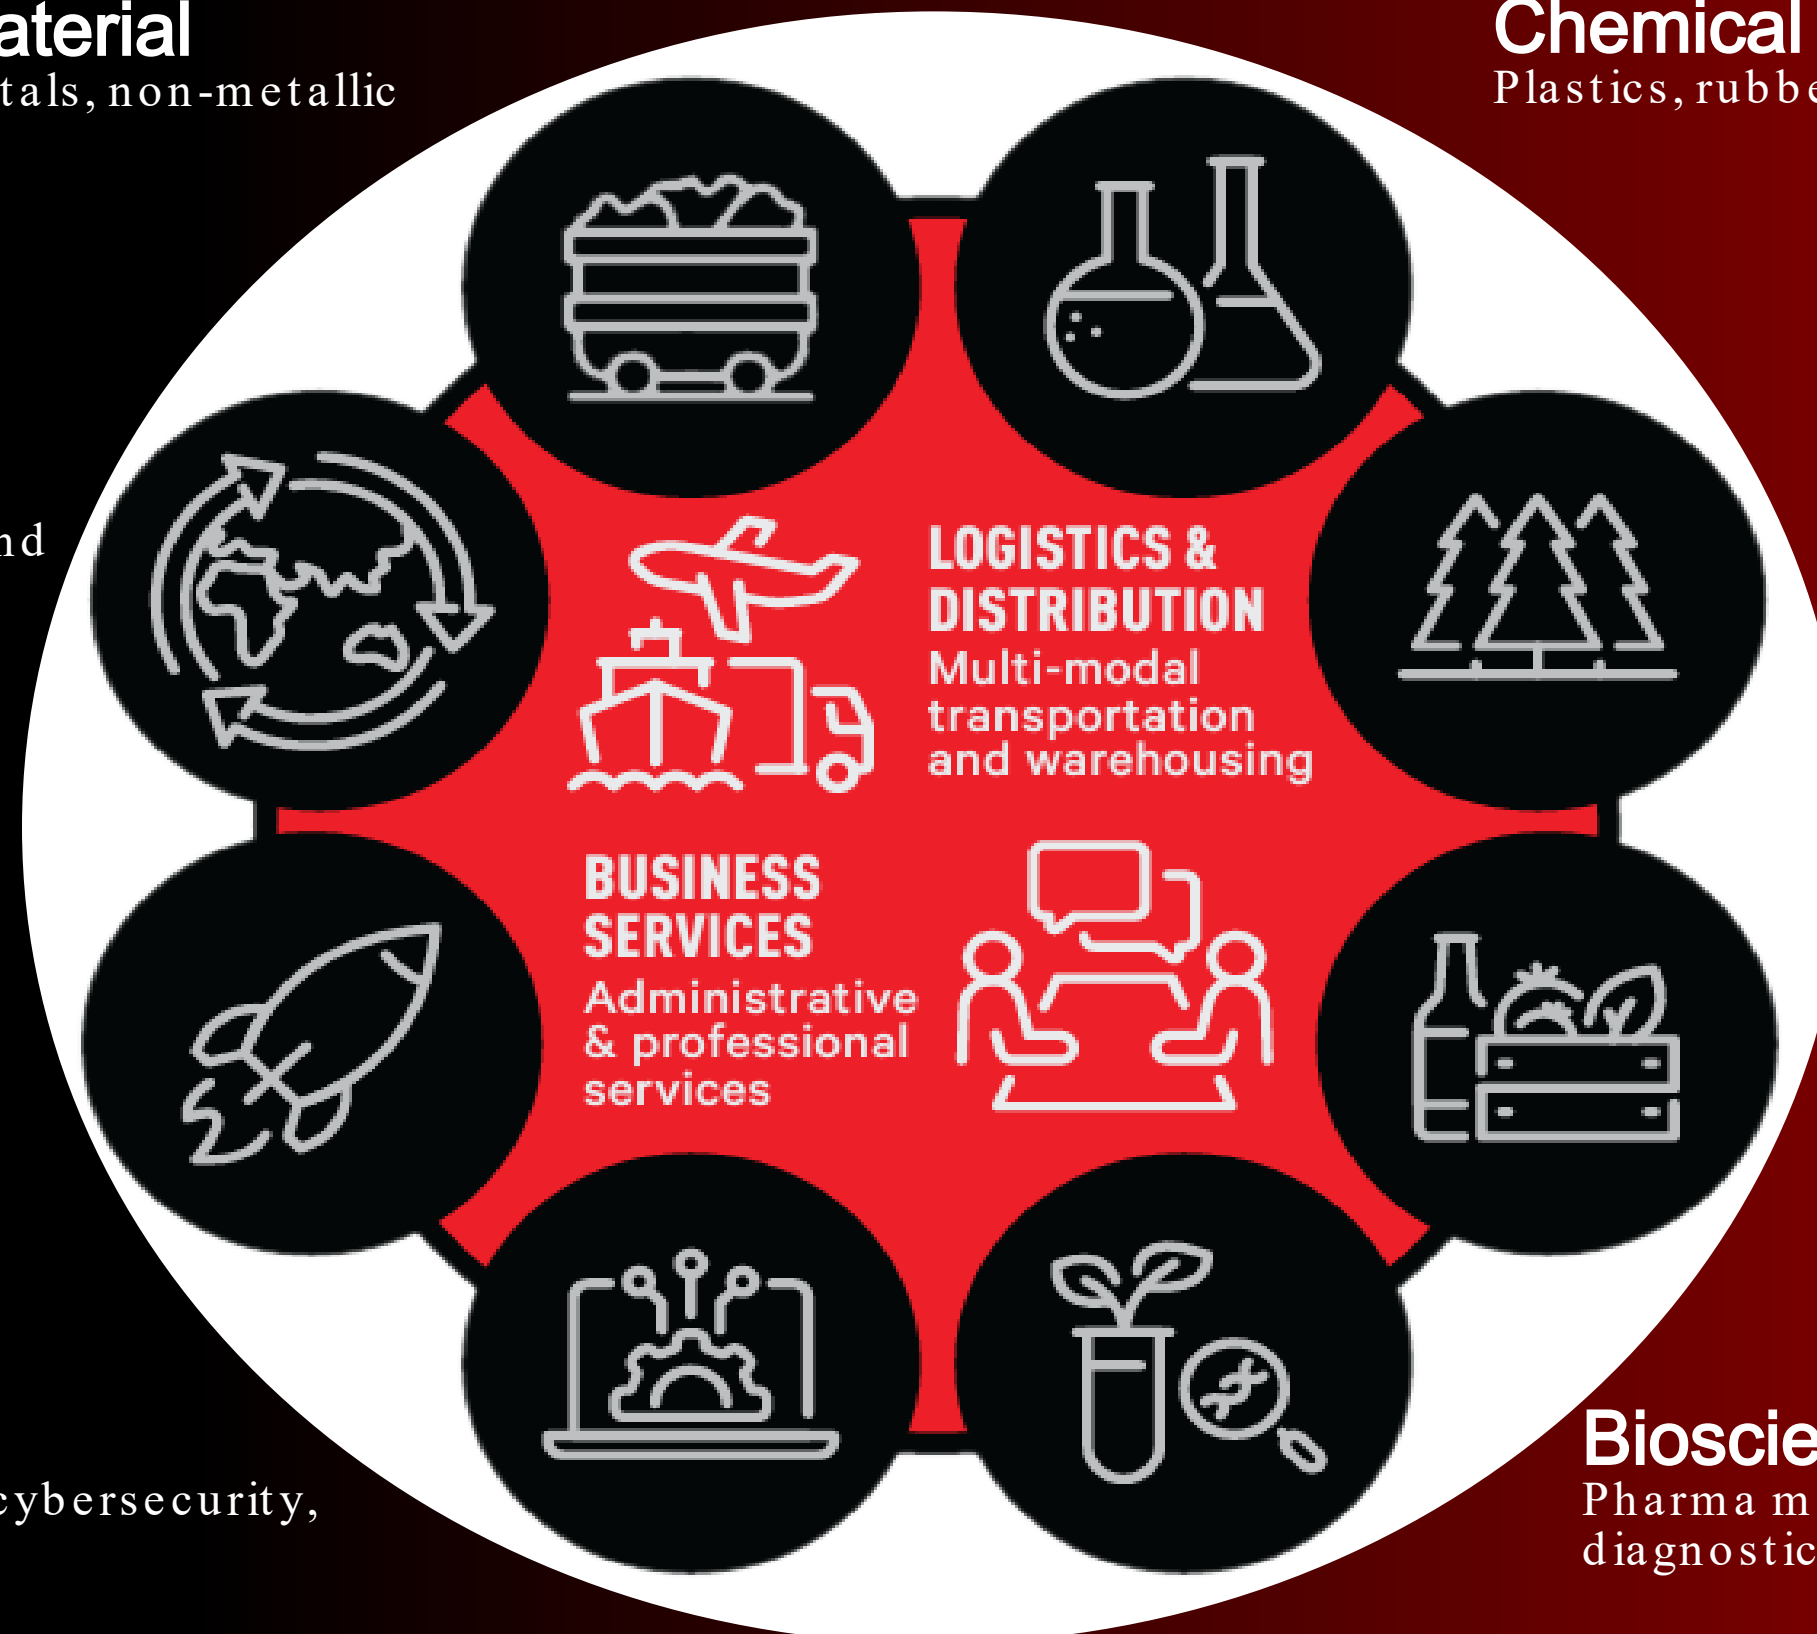 aterial
tals, non-metallic
Chemical
Plastics, rubbe
nd
LOGISTICS &
DISTRIBUTION
Multi-modal
transportation
and warehousing
BUSINESS
SERVICES
Administrative
& professional
services
cybersecurity,
Bioscie
Pharma m
diagnostic